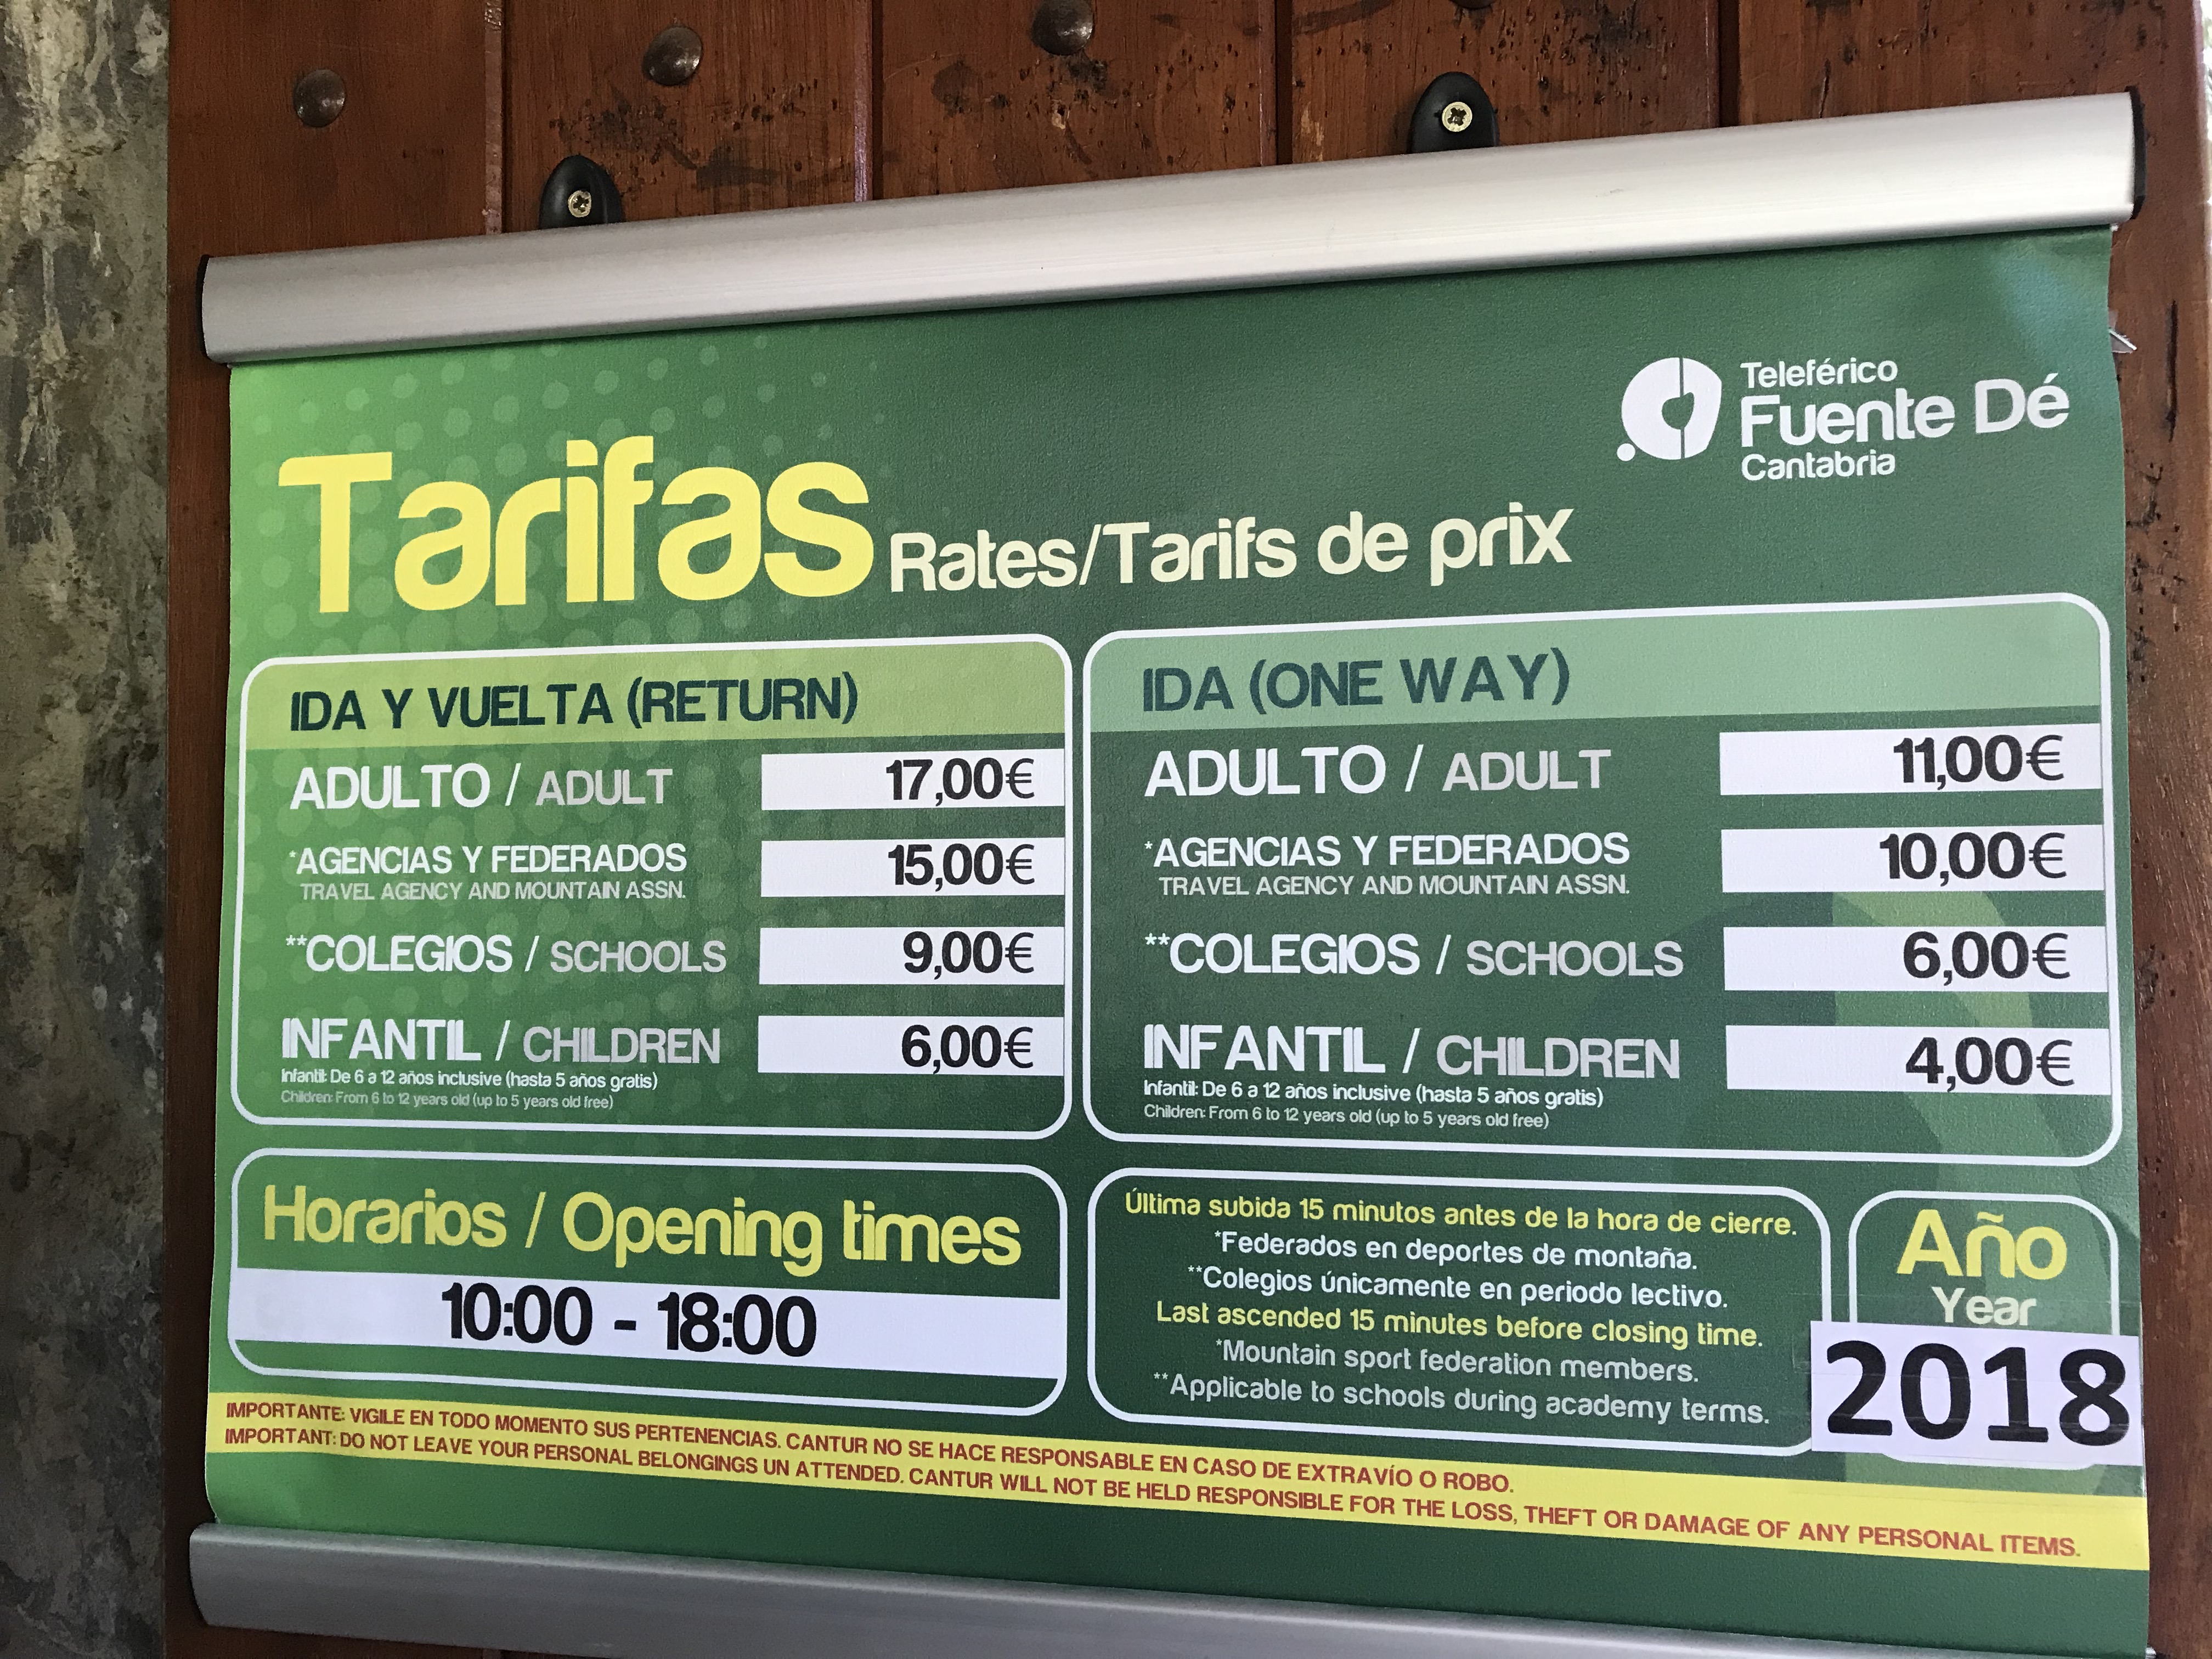 Teleférico
Fuente Dé
Cantabria
Tarifas Rates/Tarifs de prix
IDA Y VUELTA (RETURN)
ADULTO / ADULT 17,00€
*AGENCIAS Y FEDERADOS 15,00€
TRAVEL AGENCY AND MOUNTAIN ASSN.
**COLEGIOS / SCHOOLS 9,00€
INFANTIL / CHILDREN 6,00€
Infantil: De 6 a 12 años inclusive (hasta 5 años gratis)
Children: From 6 to 12 years old (up to 5 years old free)
IDA (ONE WAY)
ADULTO / ADULT 11,00€
*AGENCIAS Y FEDERADOS 10,00€
TRAVEL AGENCY AND MOUNTAIN ASSN.
**COLEGIOS / SCHOOLS 6,00€
INFANTIL / CHILDREN 4,00€
Infantil: De 6 a 12 años inclusive (hasta 5 años gratis)
Children: From 6 to 12 years old (up to 5 years old free)
Horarios / Opening times
10:00 - 18:00
Última subida 15 minutos antes de la hora de cierre.
*Federados en deportes de montaña.
**Colegios únicamente en periodo lectivo.
Last ascended 15 minutes before closing time.
*Mountain sport federation members.
**Applicable to schools during academy terms.
Año
Year
2018
IMPORTANTE: VIGILE EN TODO MOMENTO SUS PERTENENCIAS. CANTUR NO SE HACE RESPONSABLE EN CASO DE EXTRAVÍO O ROBO.
IMPORTANT: DO NOT LEAVE YOUR PERSONAL BELONGINGS UN ATTENDED. CANTUR WILL NOT BE HELD RESPONSIBLE FOR THE LOSS, THEFT OR DAMAGE OF ANY PERSONAL ITEMS.